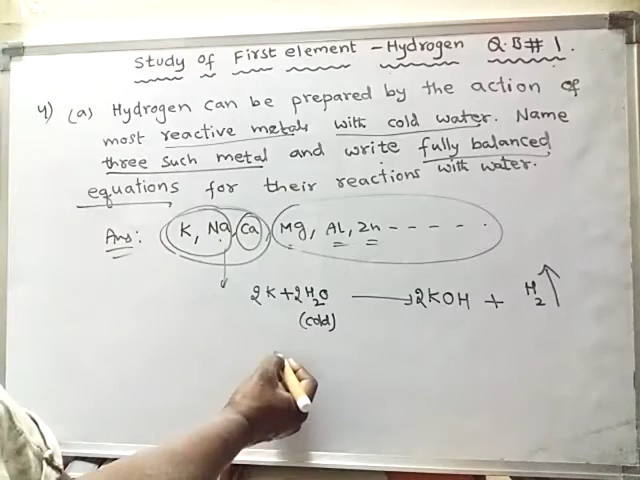 Study of First element - Hydrogen Q.B# 1.
4) (a) Hydrogen can be prepared by the action of
most reactive metals with cold water. Name
three such metal and write fully balanced
equations for their reactions with water.
Ans: K, Na, Ca, Mg, Al, Zn - - - - - .
2K + 2H2O → 2KOH + H2↑
(cold)